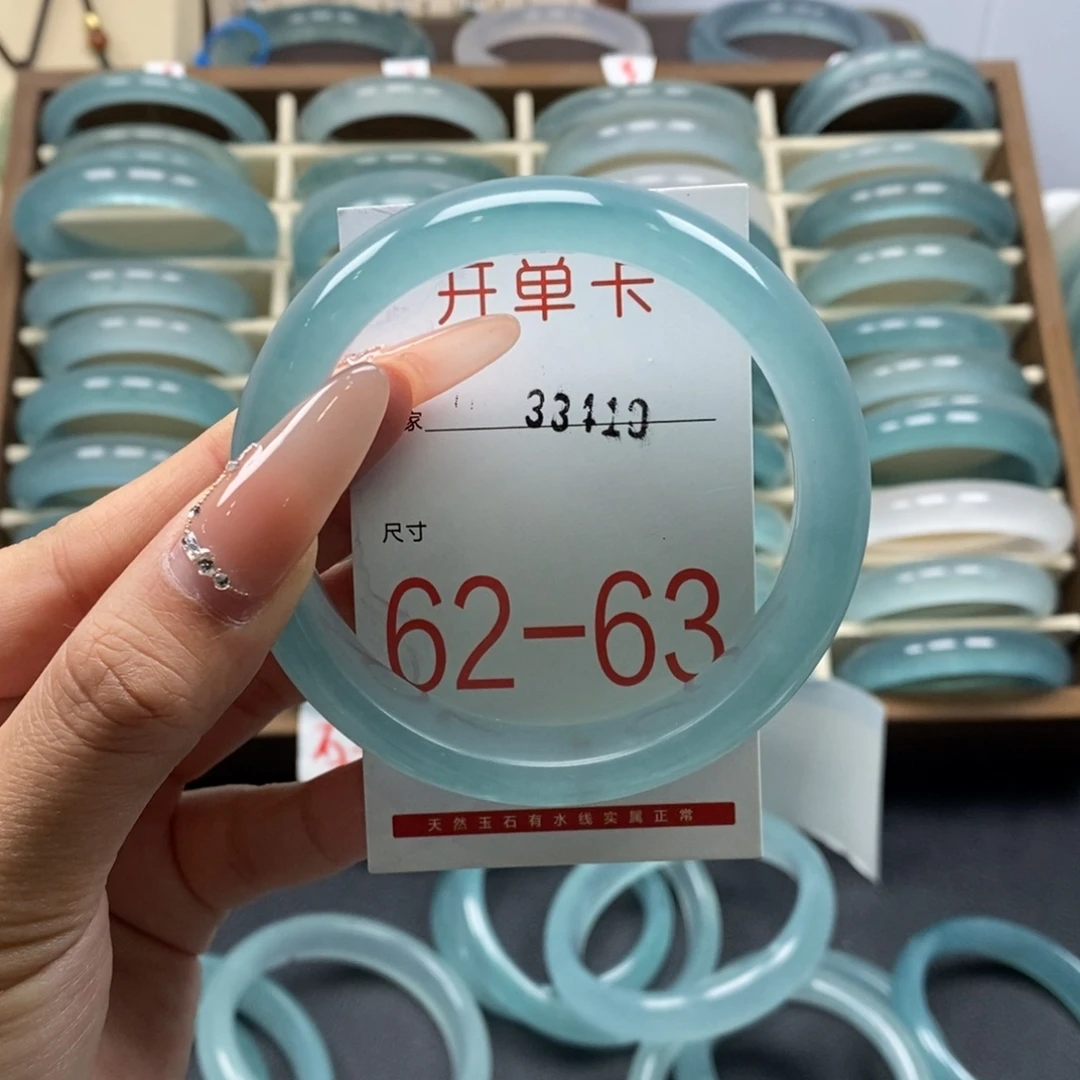 开单卡
家
33419
尺寸
62-63
天然玉石有水线实属正常